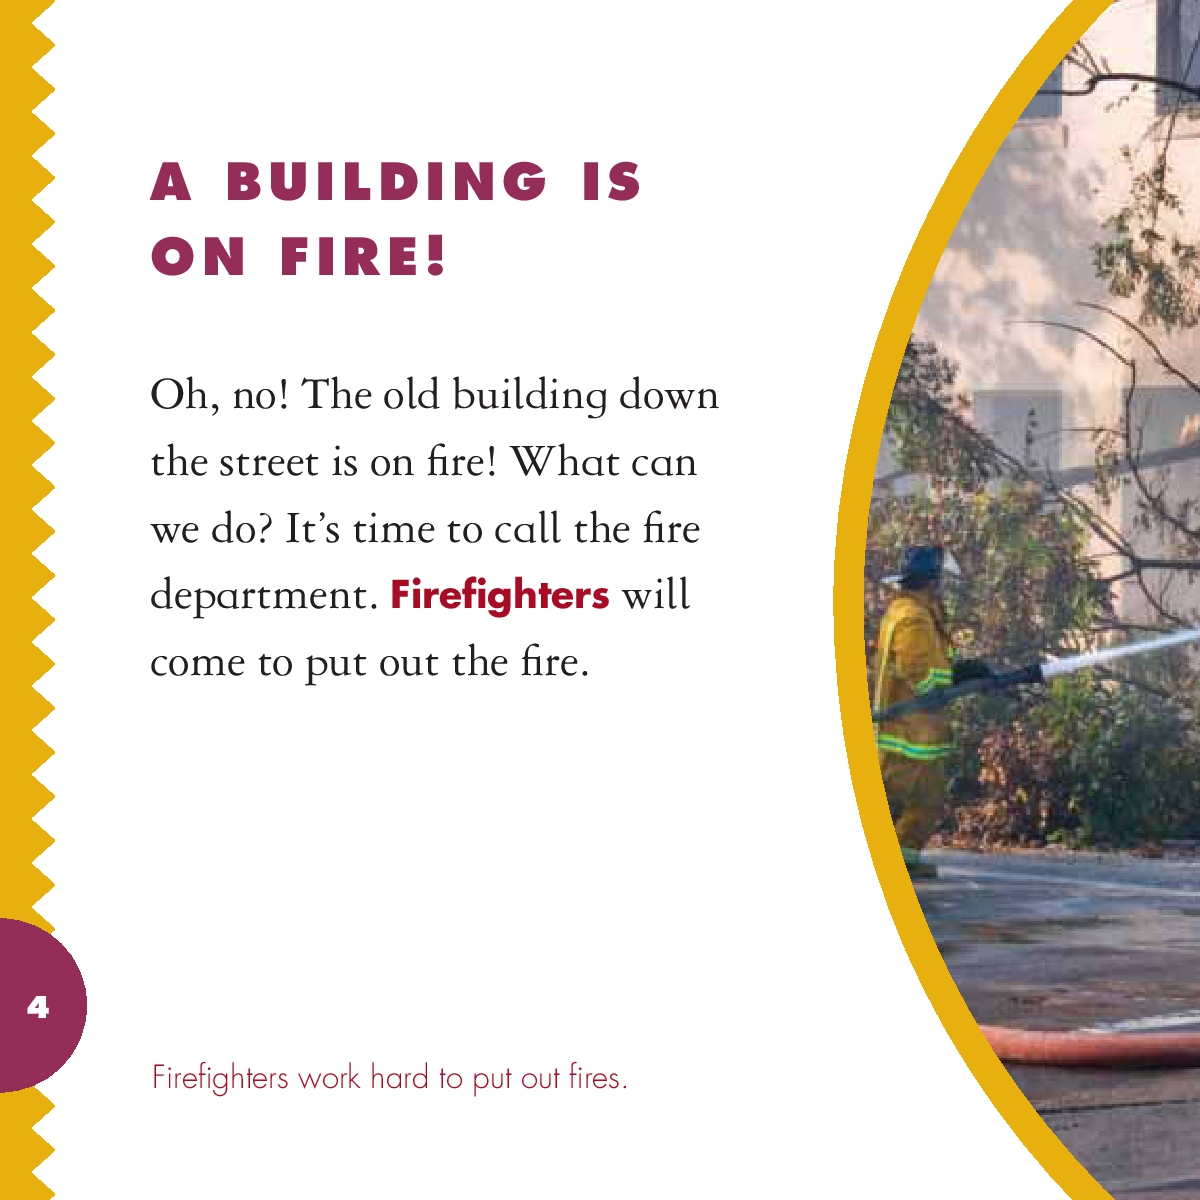 A BUILDING IS
ON FIRE!
Oh, no! The old building down
the street is on fire! What can
we do? It’s time to call the fire
department. Firefighters will
come to put out the fire.
4
Firefighters work hard to put out fires.